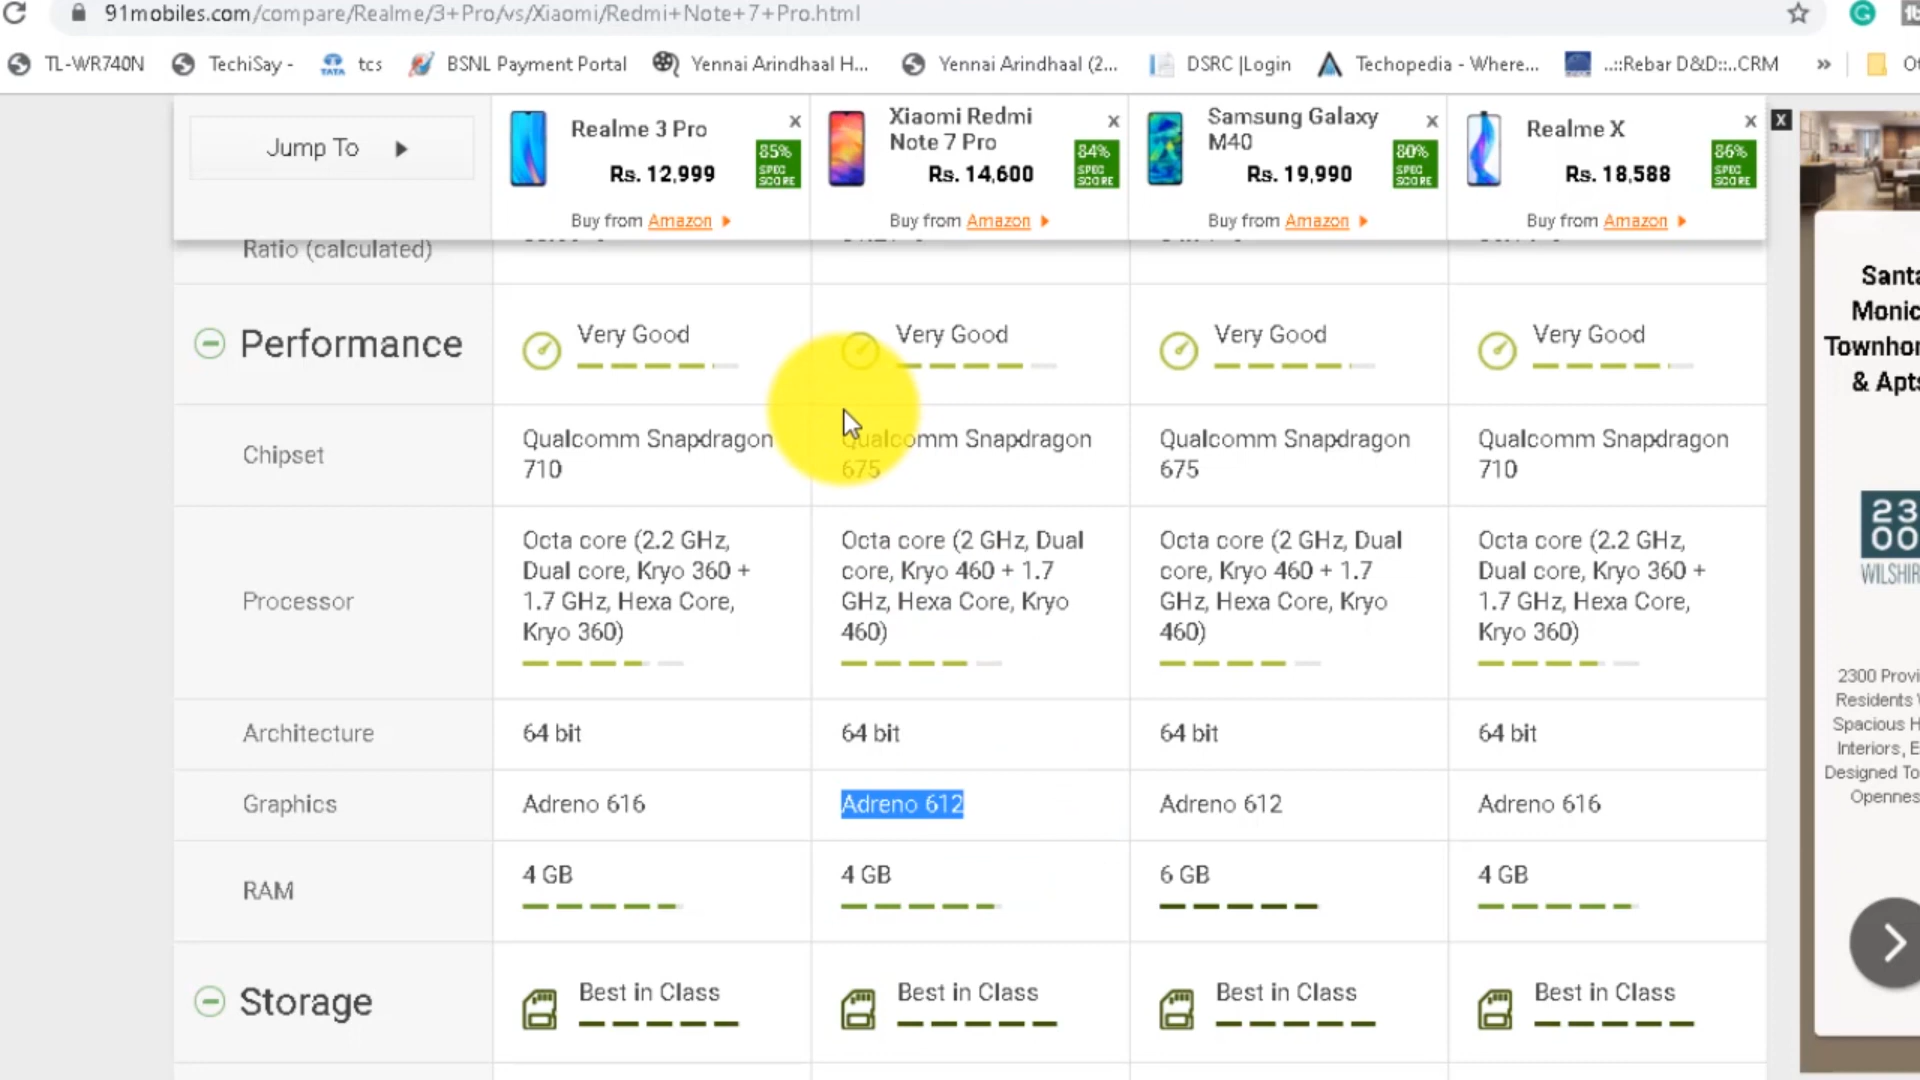 91mobiles.com/compare/Realme/3+Pro/vs/Xiaomi/Redmi+Note+7+Pro.html
TL-WR740N TechiSay - TATA tcs BSNL Payment Portal Yennai Arindhaal H... Yennai Arindhaal (2... DSRC |Login Techopedia - Where... ..::Rebar D&D::..CRM »
Jump To
Realme 3 Pro
Rs. 12,999
85%
SPEC
SCORE
Buy from Amazon
Xiaomi Redmi
Note 7 Pro
Rs. 14,600
84%
SPEC
SCORE
Buy from Amazon
Samsung Galaxy
M40
Rs. 19,990
80%
SPEC
SCORE
Buy from Amazon
Realme X
Rs. 18,588
86%
SPEC
SCORE
Buy from Amazon
X
Ratio (calculated)
Performance Very Good Very Good Very Good Very Good
Chipset
Qualcomm Snapdragon
710
Qualcomm Snapdragon
675
Qualcomm Snapdragon
675
Qualcomm Snapdragon
710
Processor
Octa core (2.2 GHz,
Dual core, Kryo 360 +
1.7 GHz, Hexa Core,
Kryo 360)
Octa core (2 GHz, Dual
core, Kryo 460 + 1.7
GHz, Hexa Core, Kryo
460)
Octa core (2 GHz, Dual
core, Kryo 460 + 1.7
GHz, Hexa Core, Kryo
460)
Octa core (2.2 GHz,
Dual core, Kryo 360 +
1.7 GHz, Hexa Core,
Kryo 360)
Architecture 64 bit 64 bit 64 bit 64 bit
Graphics Adreno 616 Adreno 612 Adreno 612 Adreno 616
RAM 4 GB 4 GB 6 GB 4 GB
Storage Best in Class Best in Class Best in Class Best in Class
Santa
Monic
Townhor
& Apts
23
00
WILSHIR
2300 Provi
Residents
Spacious H
Interiors, E
Designed To
Opennes